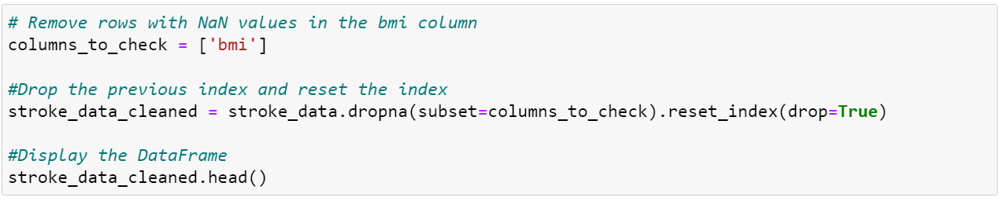 # Remove rows with NaN values in the bmi column
columns_to_check = ['bmi']
#Drop the previous index and reset the index
stroke_data_cleaned = stroke_data.dropna(subset=columns_to_check).reset_index(drop=True)
#Display the DataFrame
stroke_data_cleaned.head()